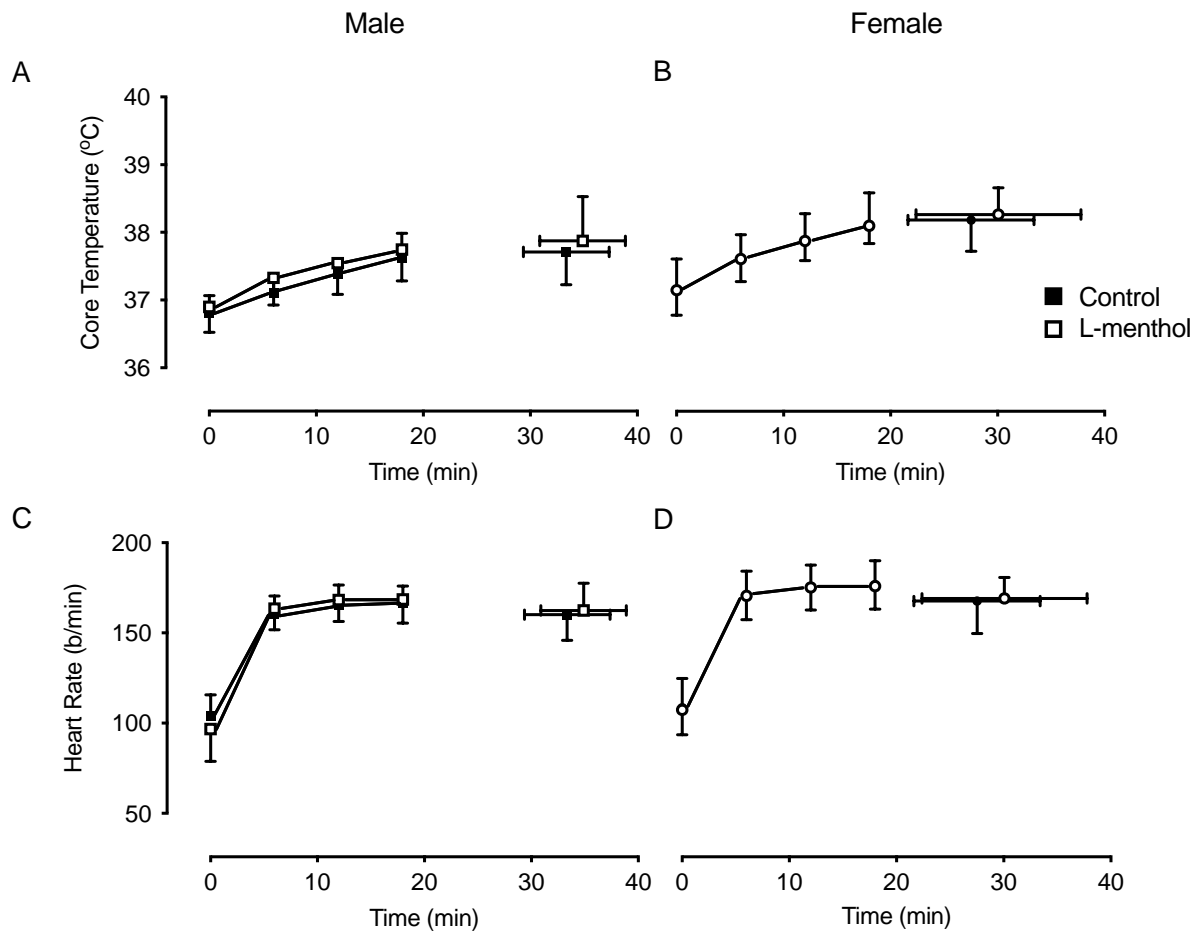 Male
Female
A
B
Core Temperature (ºC)
40
39
38
37
36
0 10 20 30 40
Time (min)
0 10 20 30 40
Time (min)
Control
L-menthol
C
D
Heart Rate (b/min)
200
150
100
50
0 10 20 30 40
Time (min)
0 10 20 30 40
Time (min)